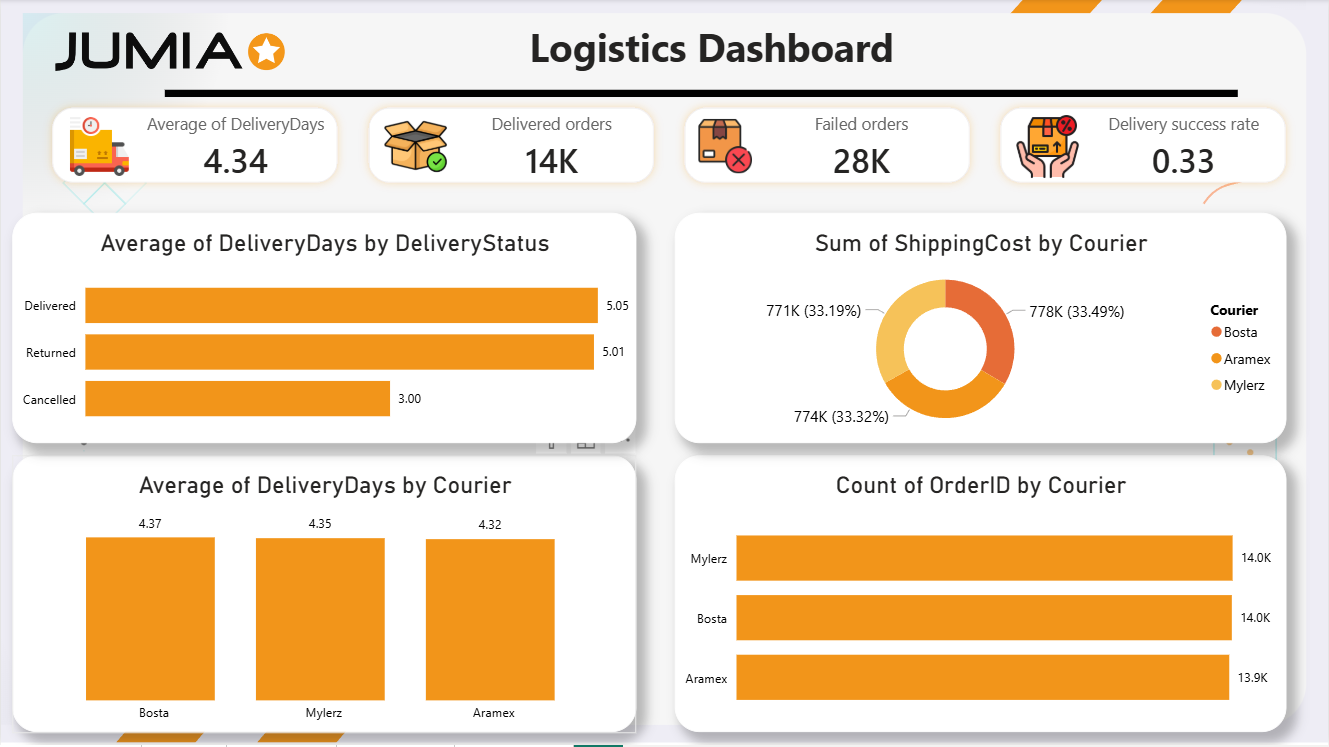 JUMIA
Logistics Dashboard
Average of DeliveryDays
4.34
Delivered orders
14K
Failed orders
28K
Delivery success rate
0.33
Average of DeliveryDays by DeliveryStatus
Delivered
5.05
Returned
5.01
Cancelled
3.00
Sum of ShippingCost by Courier
771K (33.19%)
778K (33.49%)
774K (33.32%)
Courier
Bosta
Aramex
Mylerz
Average of DeliveryDays by Courier
4.37
4.35
4.32
Bosta
Mylerz
Aramex
Count of OrderID by Courier
Mylerz
14.0K
Bosta
14.0K
Aramex
13.9K